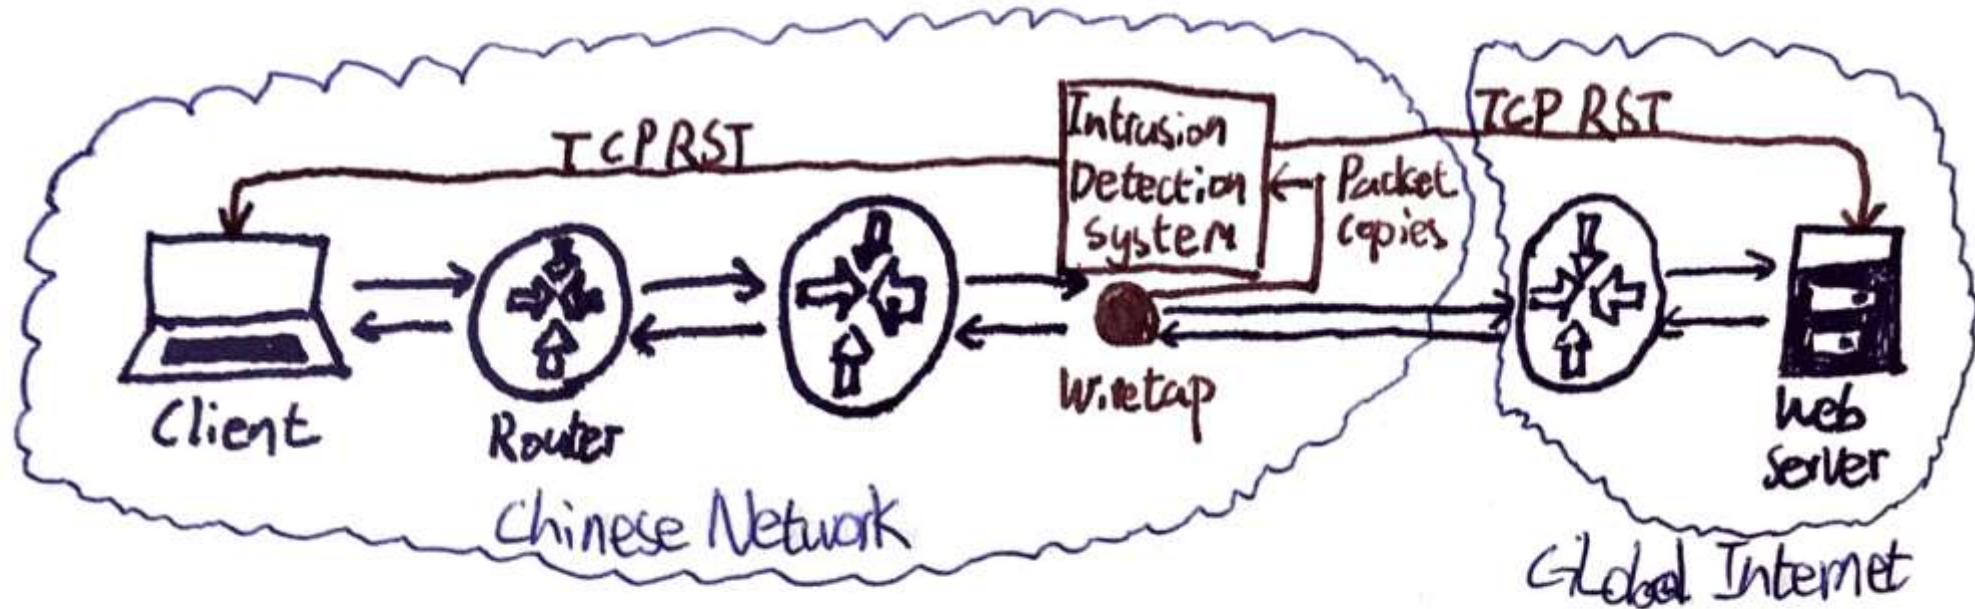 TCP RST
Intrusion
Detection
System
TCP RST
Packet
copies
Client
Router
Wiretap
Web
Server
Chinese Network
Global Internet